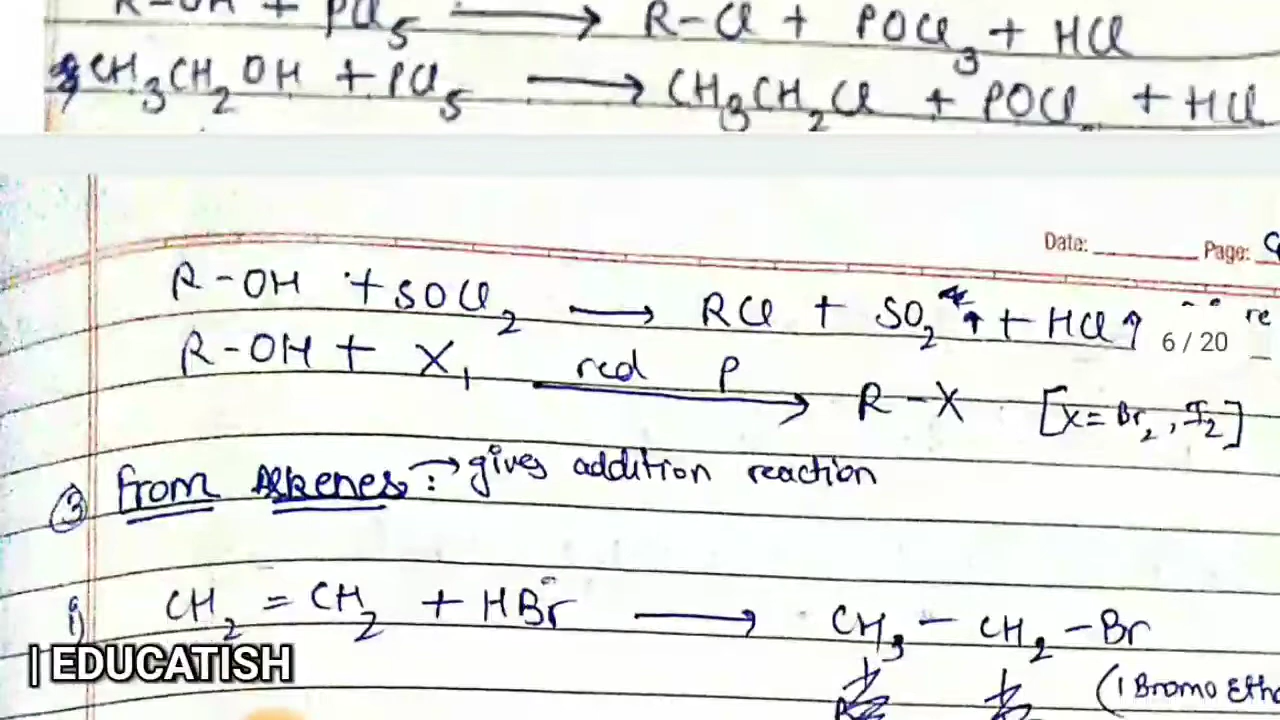 R-OH + PCl5 → R-Cl + POCl3 + HCl
CH3CH2OH + PCl5 → CH3CH2Cl + POCl + HCl
Date: Page: 9
R-OH + SOCl2 → RCl + SO2↑ + HCl↑
re
6 / 20
R-OH + X, red P → R-X [X = Br2, I2]
③ From Alkenes :→ gives addition reaction
i) CH2 = CH2 + HBr → CH3 - CH2 - Br
| EDUCATISH
(1 Bromo Etha